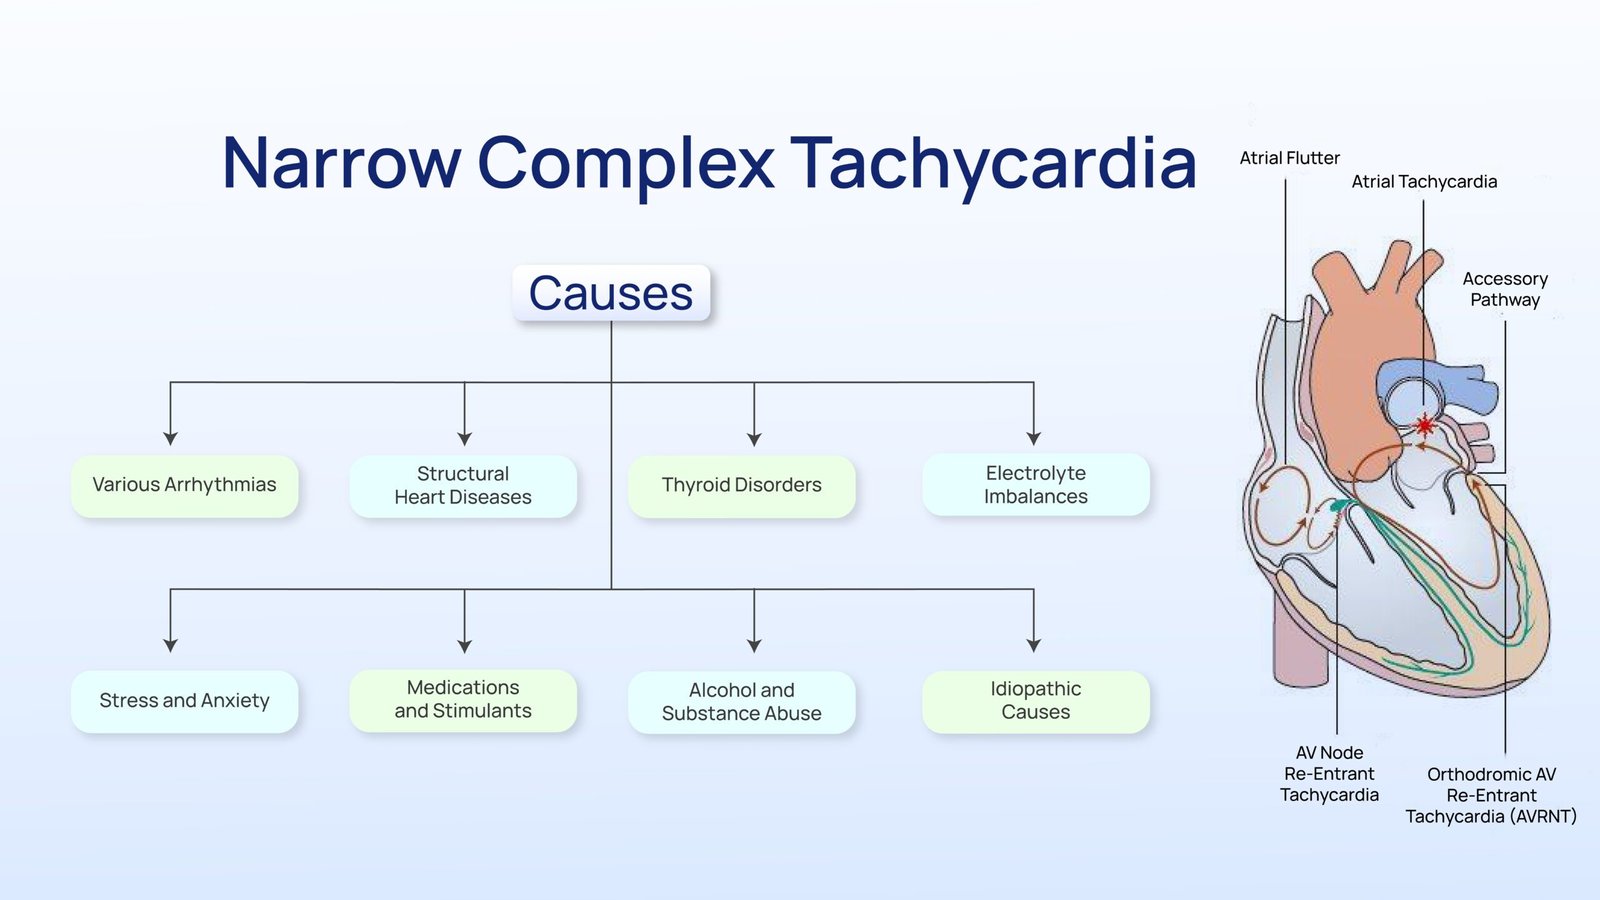 Narrow Complex Tachycardia
Causes
Various Arrhythmias
Structural
Heart Diseases
Thyroid Disorders
Electrolyte
Imbalances
Stress and Anxiety
Medications
and Stimulants
Alcohol and
Substance Abuse
Idiopathic
Causes
Atrial Flutter
Atrial Tachycardia
Accessory
Pathway
AV Node
Re-Entrant
Tachycardia
Orthodromic AV
Re-Entrant
Tachycardia (AVRNT)